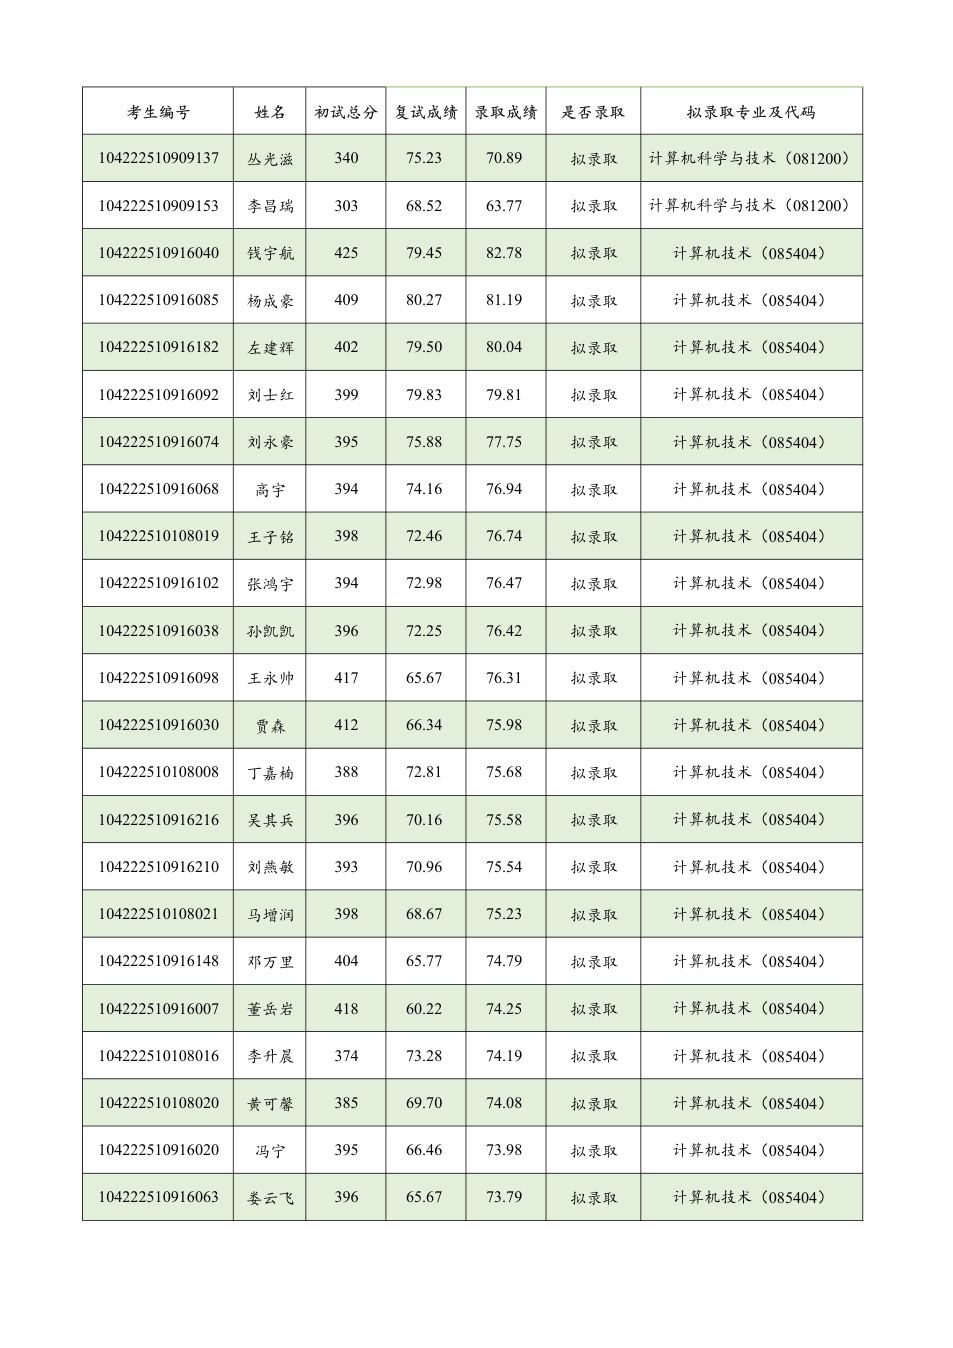 考生编号 姓名 初试总分 复试成绩 录取成绩 是否录取 拟录取专业及代码
104222510909137 丛光滋 340 75.23 70.89 拟录取 计算机科学与技术（081200）
104222510909153 李昌瑞 303 68.52 63.77 拟录取 计算机科学与技术（081200）
104222510916040 钱宇航 425 79.45 82.78 拟录取 计算机技术（085404）
104222510916085 杨成豪 409 80.27 81.19 拟录取 计算机技术（085404）
104222510916182 左建辉 402 79.50 80.04 拟录取 计算机技术（085404）
104222510916092 刘士红 399 79.83 79.81 拟录取 计算机技术（085404）
104222510916074 刘永豪 395 75.88 77.75 拟录取 计算机技术（085404）
104222510916068 高宇 394 74.16 76.94 拟录取 计算机技术（085404）
104222510108019 王子铭 398 72.46 76.74 拟录取 计算机技术（085404）
104222510916102 张鸿宇 394 72.98 76.47 拟录取 计算机技术（085404）
104222510916038 孙凯凯 396 72.25 76.42 拟录取 计算机技术（085404）
104222510916098 王永帅 417 65.67 76.31 拟录取 计算机技术（085404）
104222510916030 贾森 412 66.34 75.98 拟录取 计算机技术（085404）
104222510108008 丁嘉楠 388 72.81 75.68 拟录取 计算机技术（085404）
104222510916216 吴其兵 396 70.16 75.58 拟录取 计算机技术（085404）
104222510916210 刘燕敏 393 70.96 75.54 拟录取 计算机技术（085404）
104222510108021 马增润 398 68.67 75.23 拟录取 计算机技术（085404）
104222510916148 邓万里 404 65.77 74.79 拟录取 计算机技术（085404）
104222510916007 董岳岩 418 60.22 74.25 拟录取 计算机技术（085404）
104222510108016 李升晨 374 73.28 74.19 拟录取 计算机技术（085404）
104222510108020 黄可馨 385 69.70 74.08 拟录取 计算机技术（085404）
104222510916020 冯宁 395 66.46 73.98 拟录取 计算机技术（085404）
104222510916063 娄云飞 396 65.67 73.79 拟录取 计算机技术（085404）